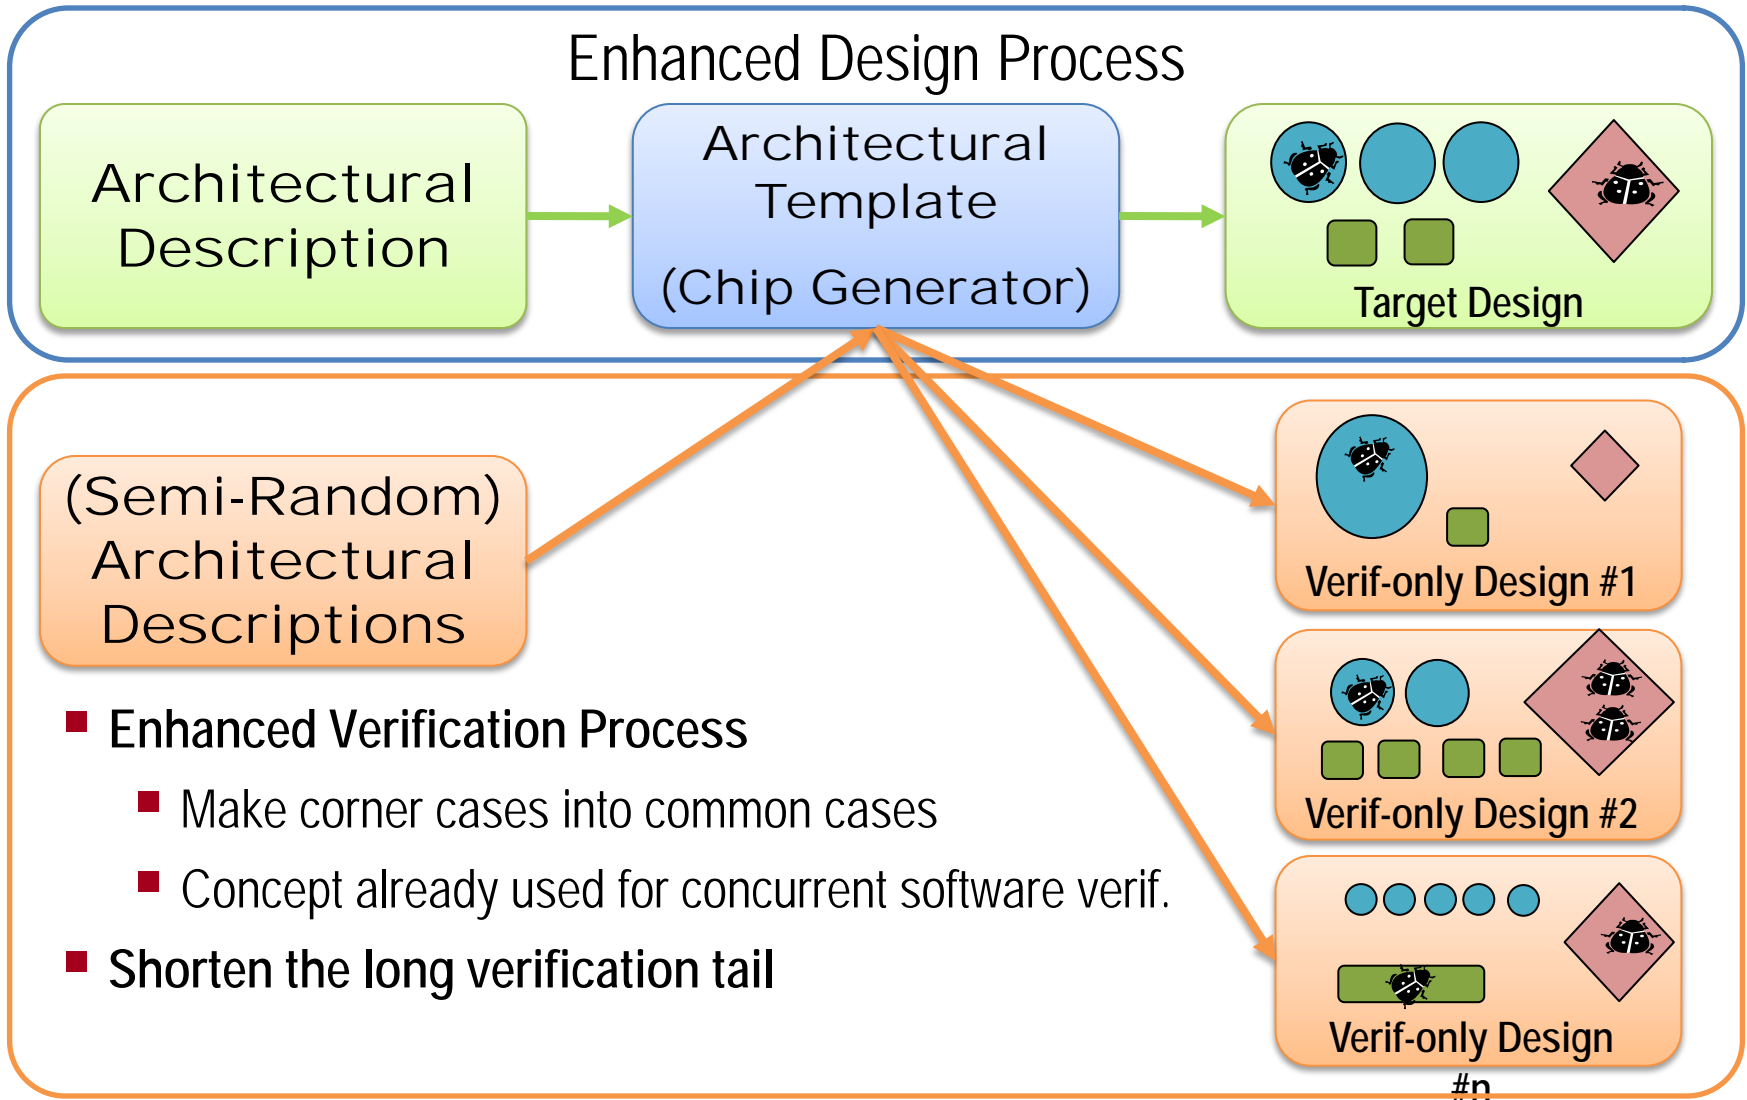 Enhanced Design Process
Architectural
Description
Architectural
Template
(Chip Generator)
Target Design
(Semi-Random)
Architectural
Descriptions
Verif-only Design #1
Verif-only Design #2
Verif-only Design
#n
Enhanced Verification Process
Make corner cases into common cases
Concept already used for concurrent software verif.
Shorten the long verification tail